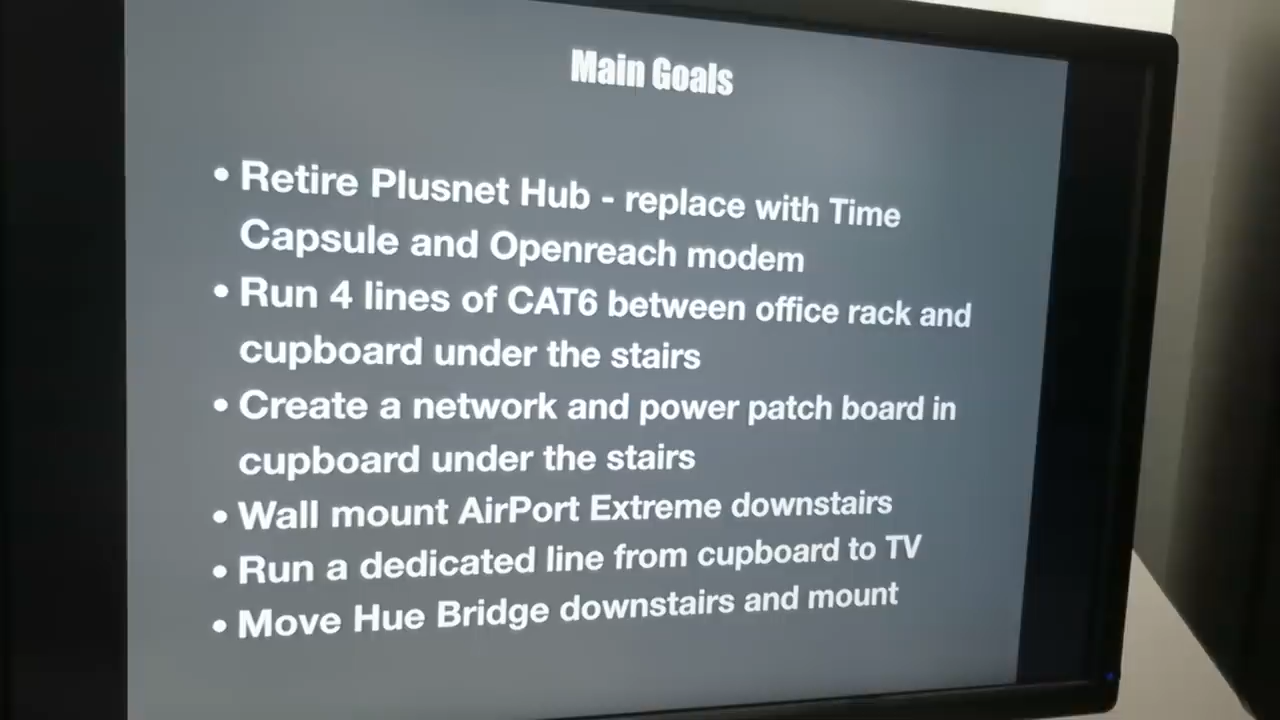 Main Goals
• Retire Plusnet Hub - replace with Time
Capsule and Openreach modem
• Run 4 lines of CAT6 between office rack and
cupboard under the stairs
• Create a network and power patch board in
cupboard under the stairs
• Wall mount AirPort Extreme downstairs
• Run a dedicated line from cupboard to TV
• Move Hue Bridge downstairs and mount